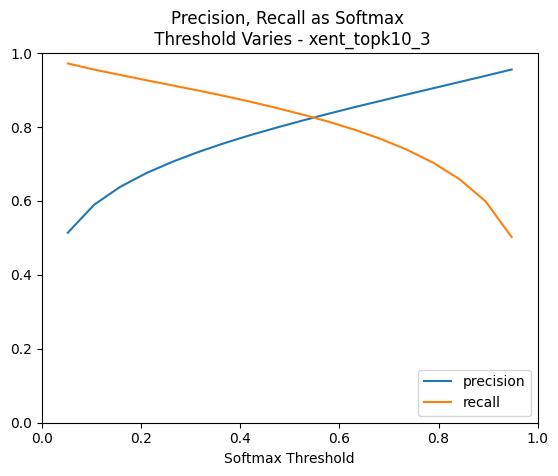 Precision, Recall as Softmax
Threshold Varies - xent_topk10_3
1.0
0.8
0.6
0.4
0.2
0.0
0.0 0.2 0.4 0.6 0.8 1.0
Softmax Threshold
precision
recall